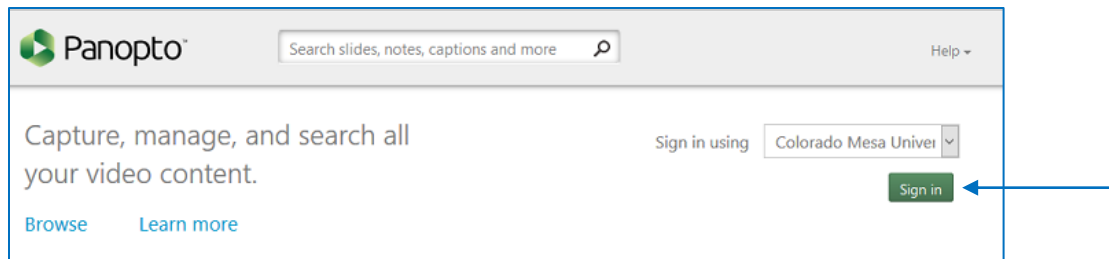 Panopto™
Search slides, notes, captions and more
Help
Capture, manage, and search all
your video content.
Sign in using
Colorado Mesa Univer
Sign in
Browse
Learn more